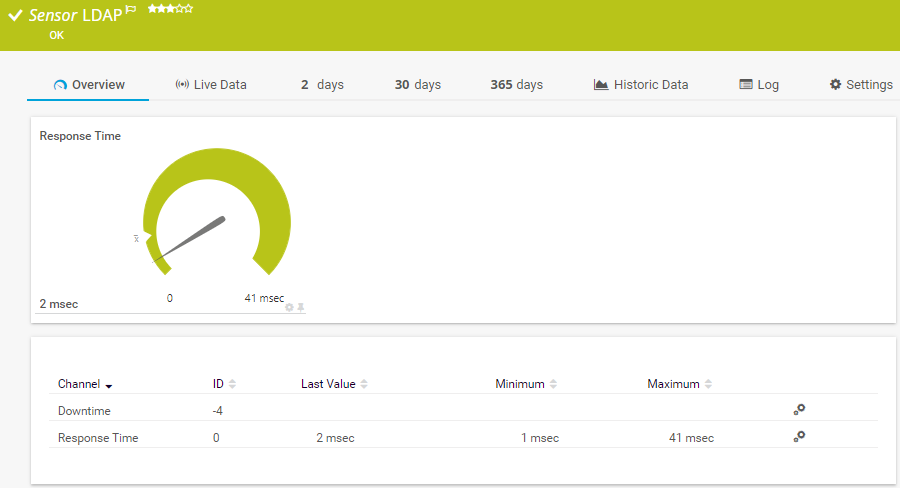 Sensor LDAP
OK
Overview Live Data 2 days 30 days 365 days Historic Data Log Settings
Response Time
x̄
0 41 msec
2 msec
Channel ID Last Value Minimum Maximum
Downtime -4
Response Time 0 2 msec 1 msec 41 msec